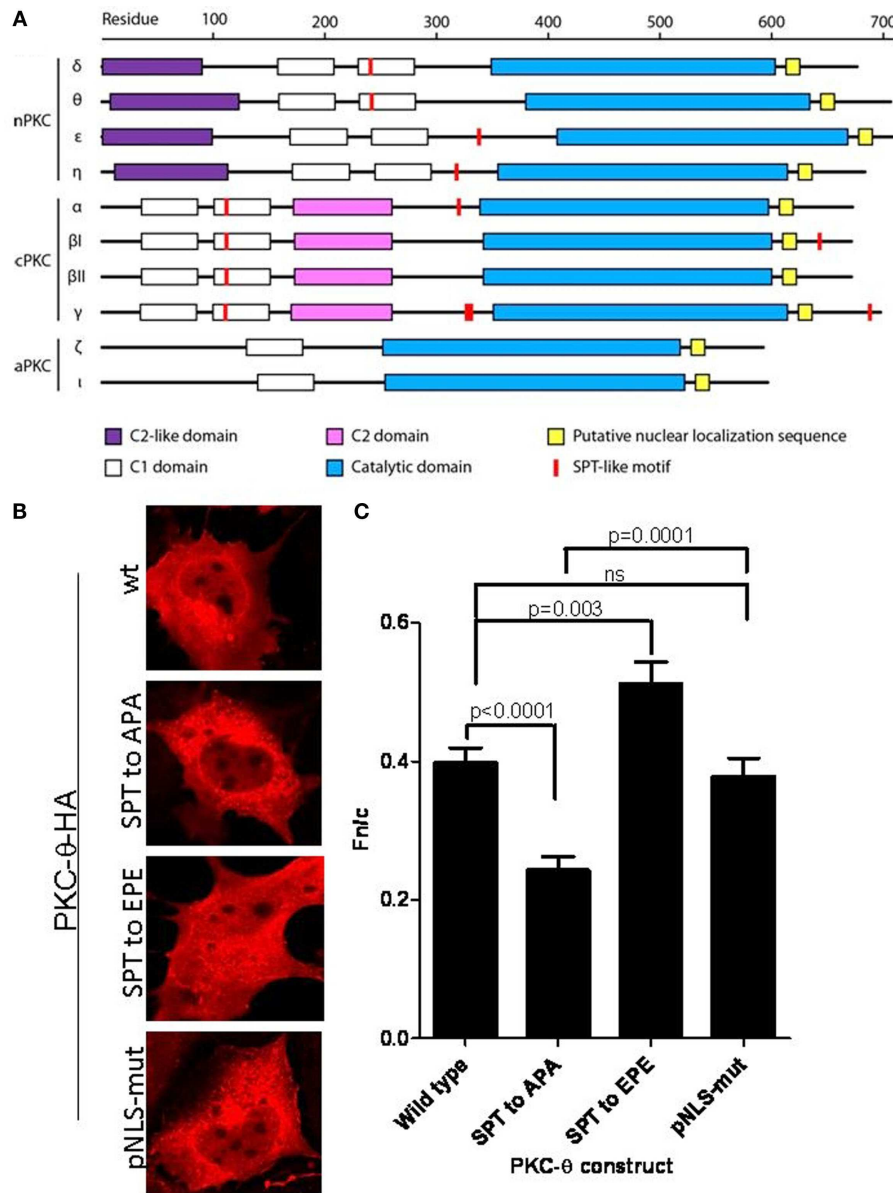 A
Residue 100 200 300 400 500 600 700
nPKC
δ
θ
ε
η
cPKC
α
βI
βII
γ
aPKC
ζ
ι
C2-like domain
C2 domain
Putative nuclear localization sequence
C1 domain
Catalytic domain
SPT-like motif
B
PKC-θ-HA
wt
SPT to APA
SPT to EPE
pNLS-mut
C
p=0.0001
ns
p=0.003
p<0.0001
Fn/c
0.6
0.4
0.2
0.0
Wild type
SPT to APA
SPT to EPE
pNLS-mut
PKC-θ construct